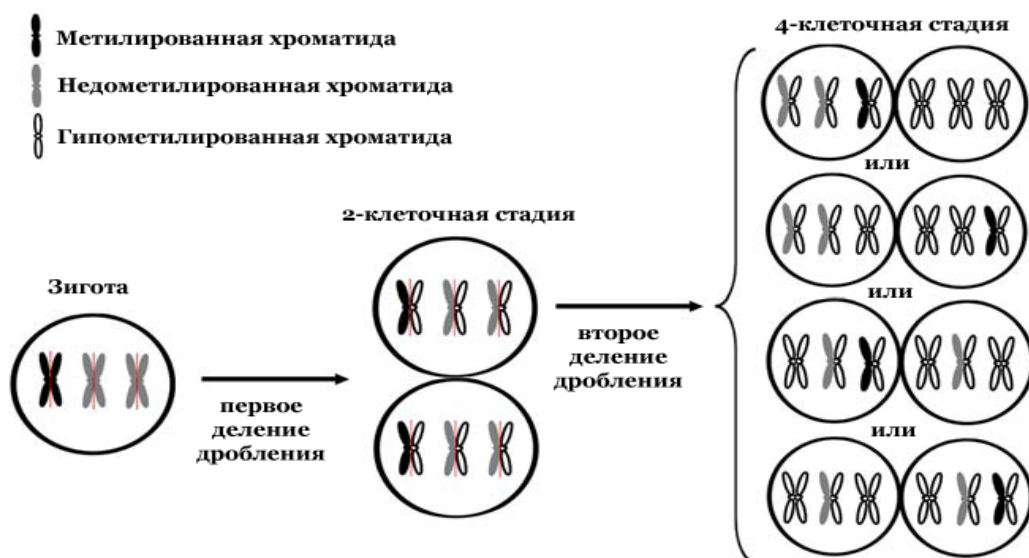 Метилированная хроматида
Недометилированная хроматида
Гипометилированная хроматида
Зигота
первое
деление
дробления
2-клеточная стадия
второе
деление
дробления
4-клеточная стадия
или
или
или